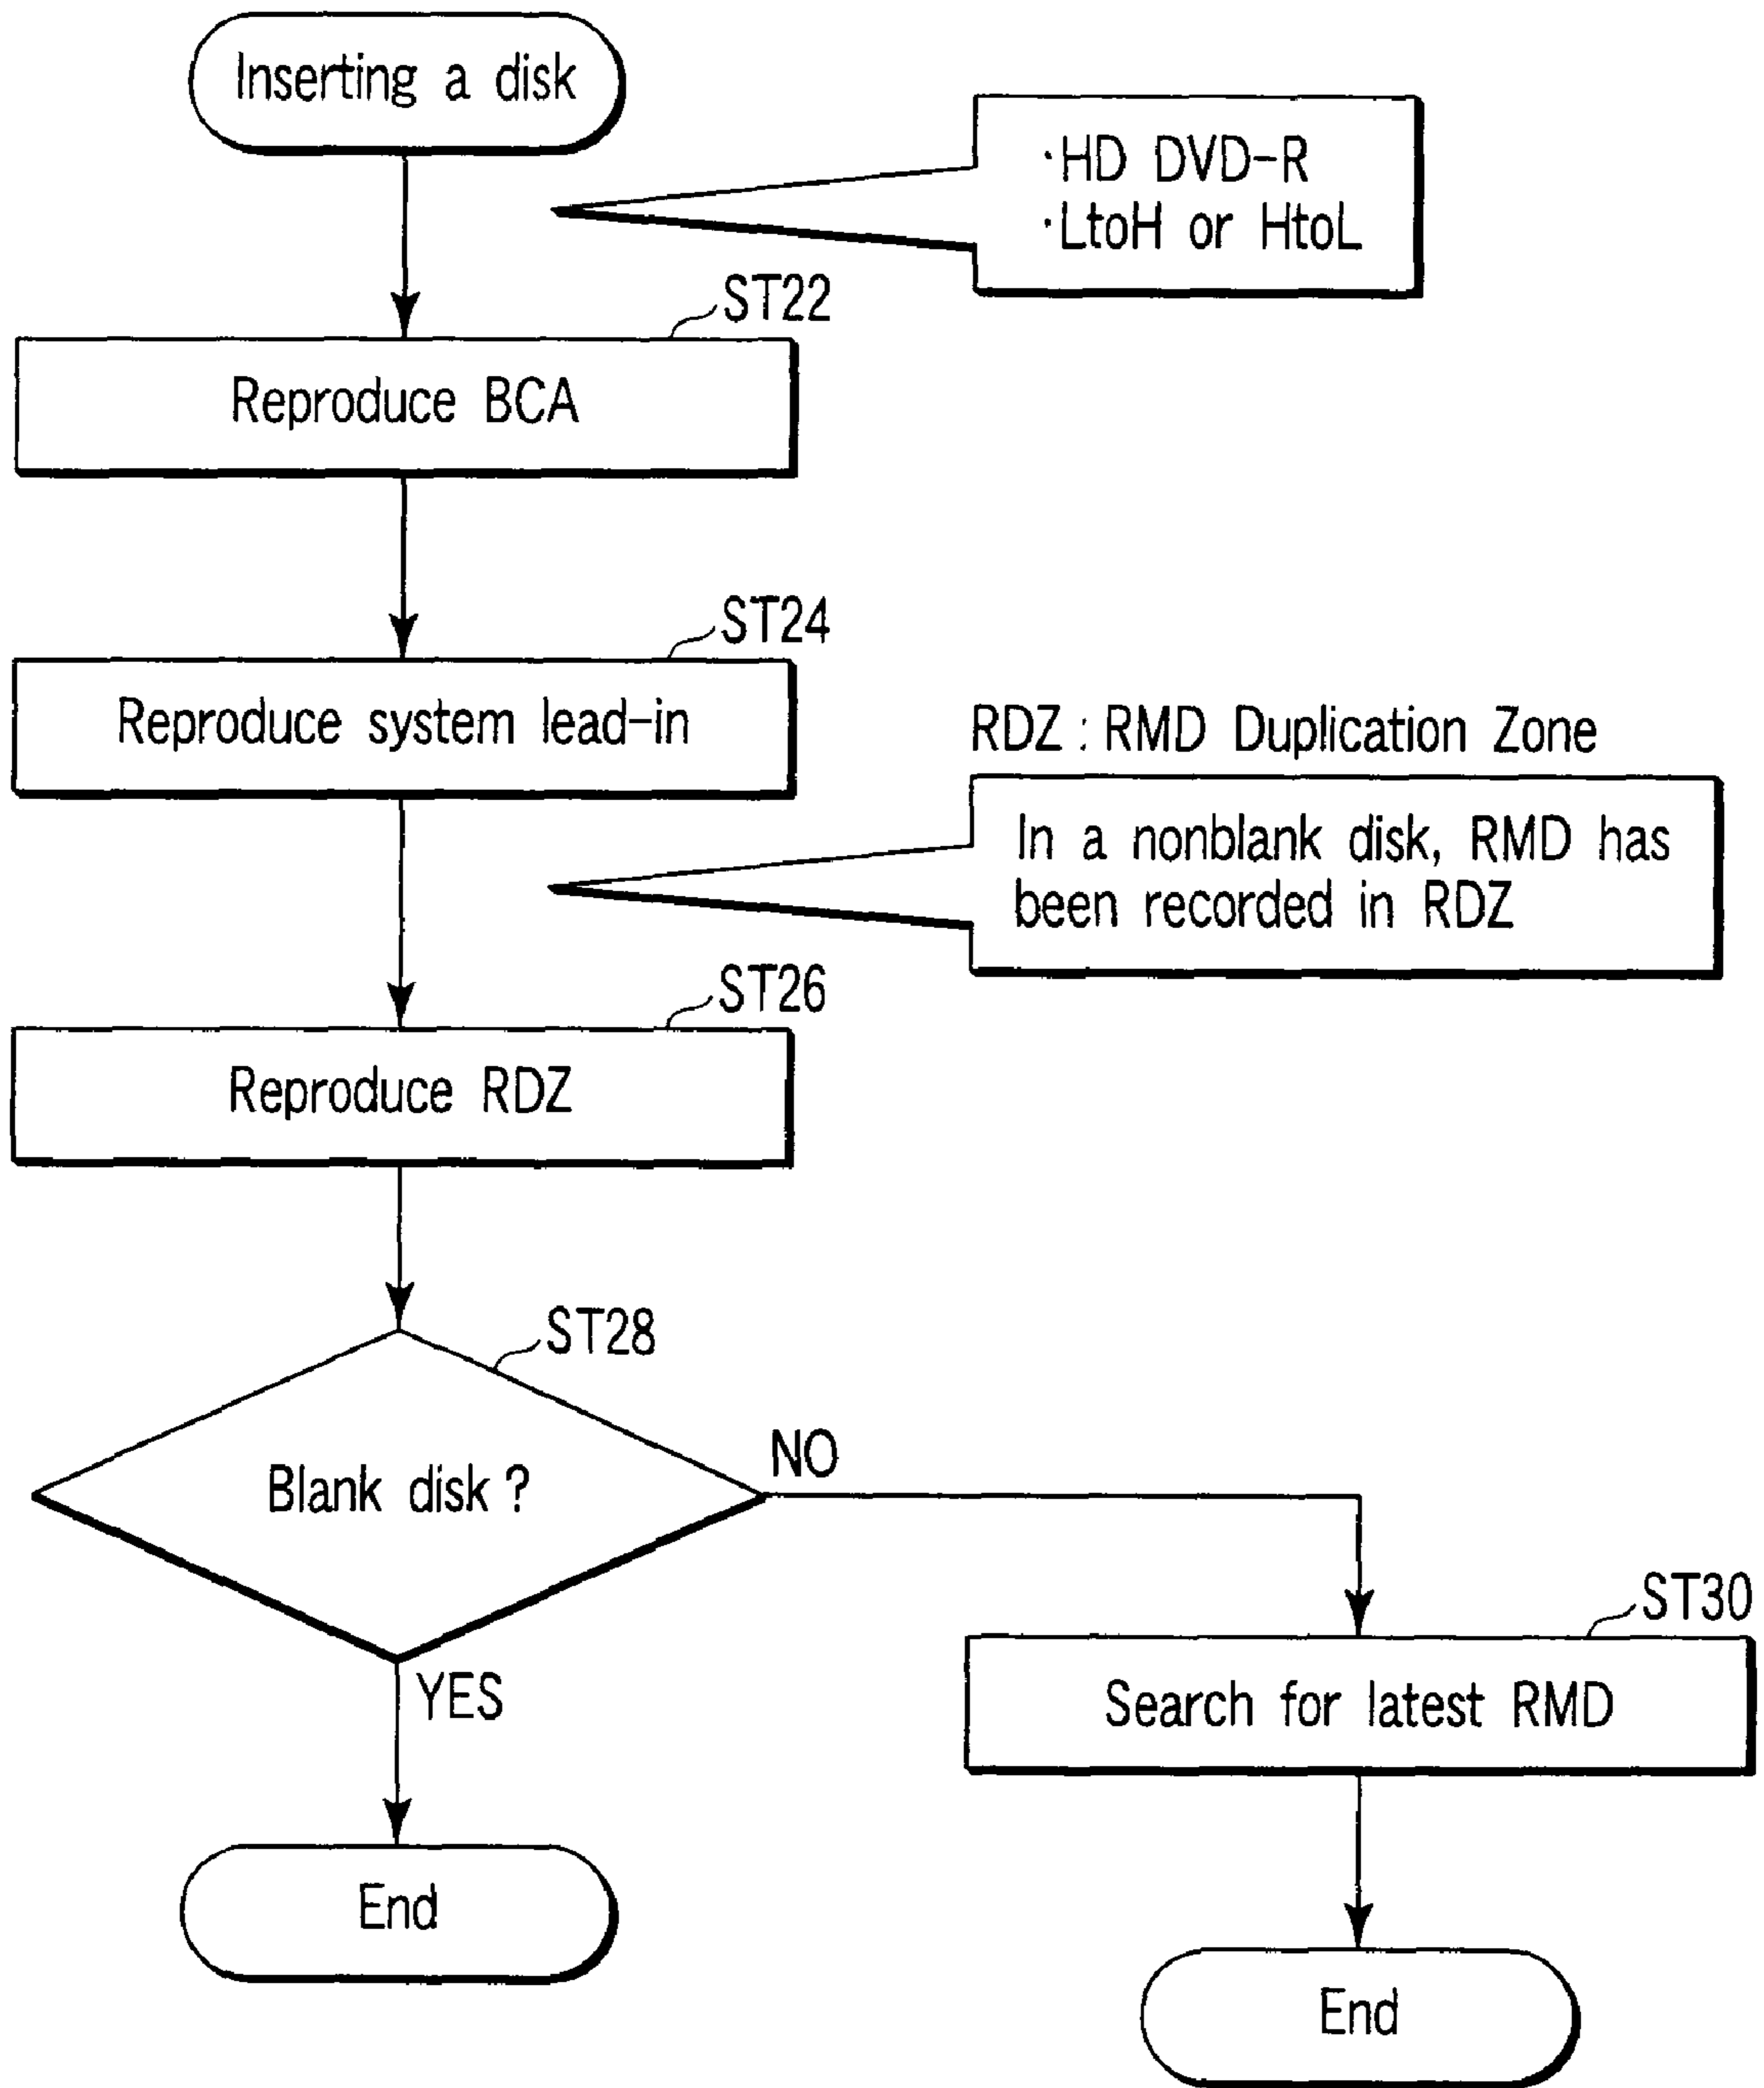 Inserting a disk
·HD DVD-R
·LtoH or HtoL
ST22
Reproduce BCA
ST24
Reproduce system lead-in
RDZ : RMD Duplication Zone
In a nonblank disk, RMD has
been recorded in RDZ
ST26
Reproduce RDZ
ST28
Blank disk ?
NO
YES
ST30
Search for latest RMD
End
End